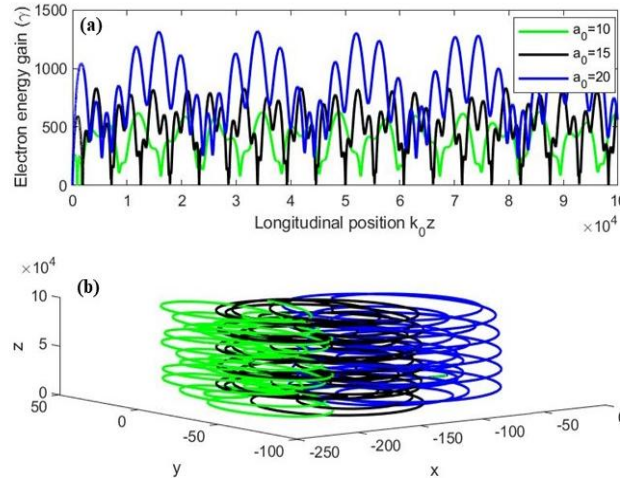 (a)
a0=10
a0=15
a0=20
Electron energy gain (γ)
1500
1000
500
0
0 1 2 3 4 5 6 7 8 9 10
Longitudinal position k0z
×10^4
(b)
×10^4
z
10
5
0
50
0
-50
-100
y
-250
-200
-150
-100
-50
x